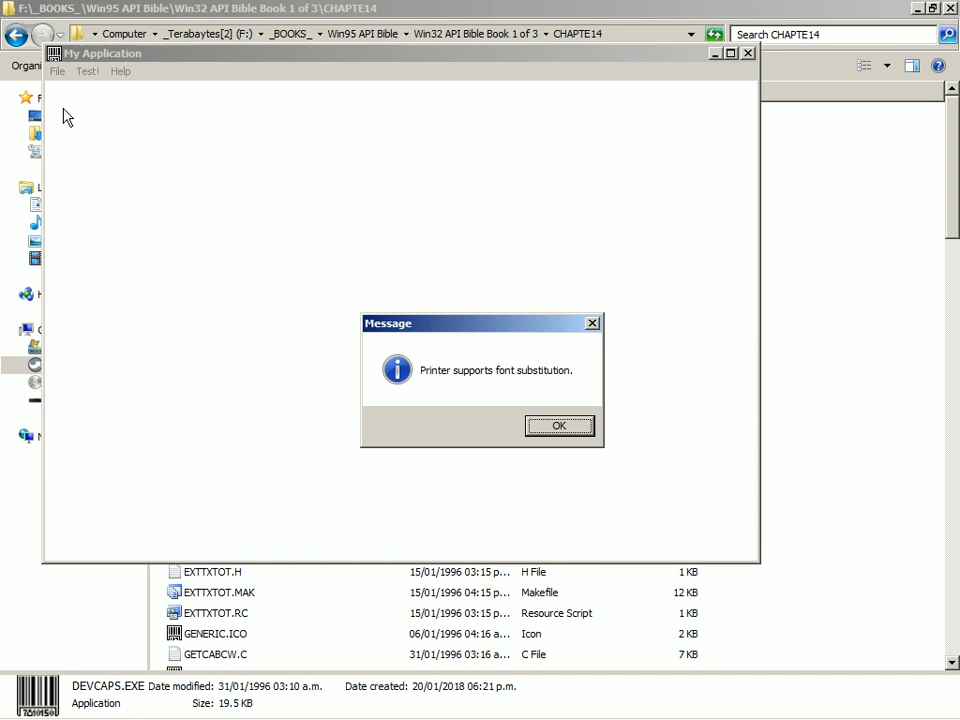 F:\_BOOKS_\Win95 API Bible\Win32 API Bible Book 1 of 3\CHAPTE14
Computer _Terabytes[2] (F:) _BOOKS_ Win95 API Bible Win32 API Bible Book 1 of 3 CHAPTE14 Search CHAPTE14
My Application
Organi
File Test! Help
Message
Printer supports font substitution.
OK
EXTTXTOT.H 15/01/1996 03:15 p... H File 1 KB
EXTTXTOT.MAK 15/01/1996 04:15 p... Makefile 12 KB
EXTTXTOT.RC 15/01/1996 03:15 p... Resource Script 1 KB
GENERIC.ICO 06/01/1996 04:16 a... Icon 2 KB
GETCABCW.C 31/01/1996 03:16 a... C File 7 KB
DEVCAPS.EXE Date modified: 31/01/1996 03:10 a.m. Date created: 20/01/2018 06:21 p.m.
Application Size: 19.5 KB